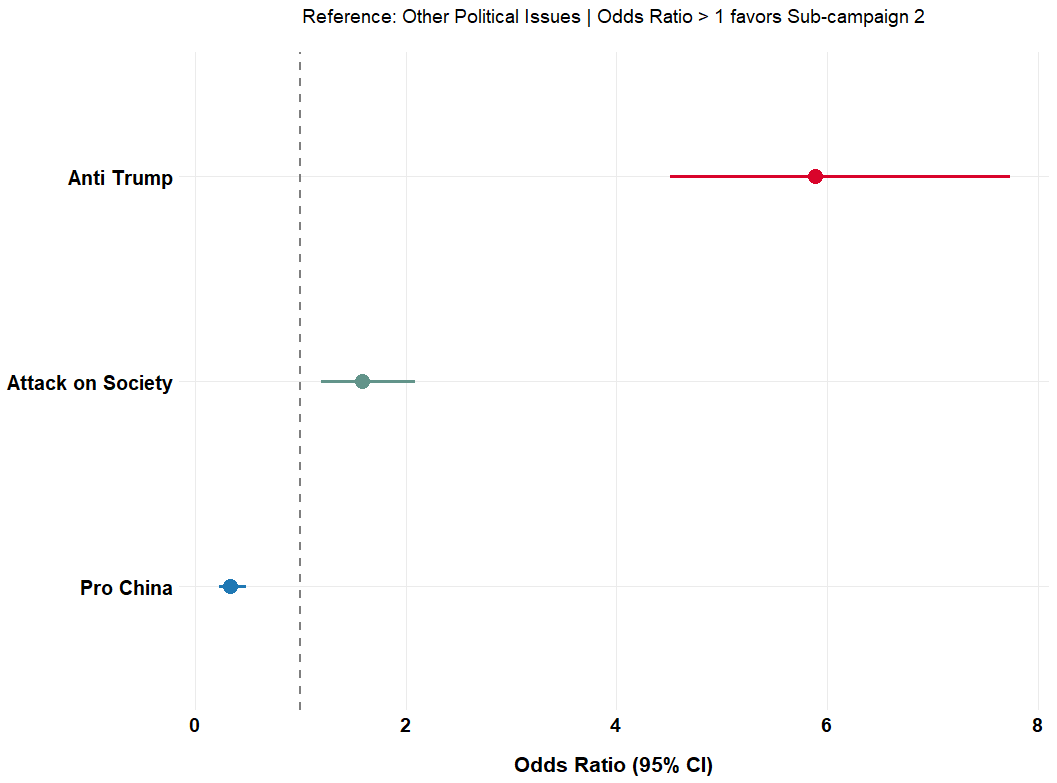 Reference: Other Political Issues | Odds Ratio > 1 favors Sub-campaign 2
Anti Trump
Attack on Society
Pro China
0 2 4 6 8
Odds Ratio (95% CI)